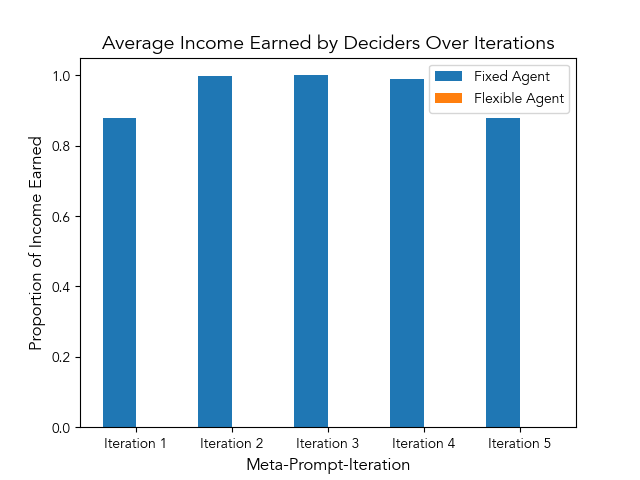 Average Income Earned by Deciders Over Iterations
Fixed Agent
Flexible Agent
Proportion of Income Earned
1.0
0.8
0.6
0.4
0.2
0.0
Iteration 1 Iteration 2 Iteration 3 Iteration 4 Iteration 5
Meta-Prompt-Iteration